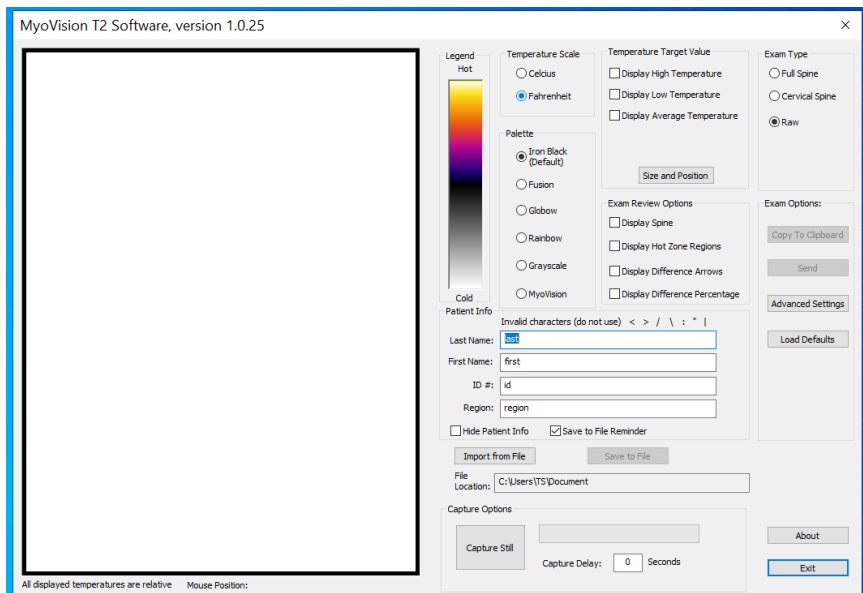 MyoVision T2 Software, version 1.0.25
Legend
Hot
Cold
Temperature Scale
Celcius
Fahrenheit
Palette
Iron Black
(Default)
Fusion
Globow
Rainbow
Grayscale
MyoVision
Temperature Target Value
Display High Temperature
Display Low Temperature
Display Average Temperature
Size and Position
Exam Review Options
Display Spine
Display Hot Zone Regions
Display Difference Arrows
Display Difference Percentage
Exam Type
Full Spine
Cervical Spine
Raw
Exam Options:
Copy To Clipboard
Send
Advanced Settings
Load Defaults
Patient Info
Invalid characters (do not use) < > / \ : " |
Last Name: last
First Name: first
ID #: id
Region: region
Hide Patient Info Save to File Reminder
Import from File Save to File
File
Location: C:\Users\TS\Document
Capture Options
Capture Still
Capture Delay: 0 Seconds
About
Exit
All displayed temperatures are relative Mouse Position: